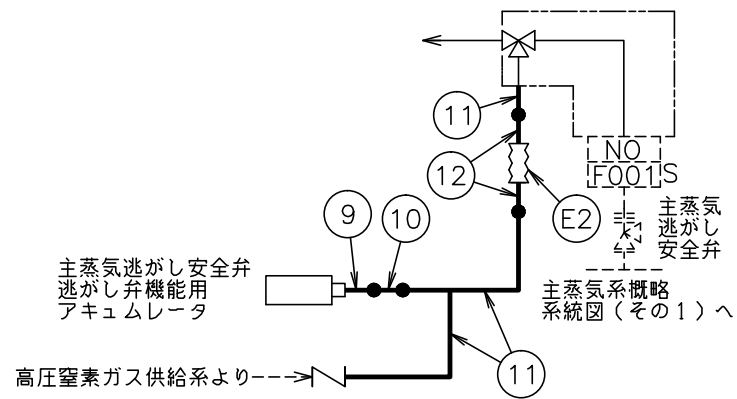 11
NO
F001S
12
主蒸気
逃がし
安全弁
9
10
E2
主蒸気逃がし安全弁
逃がし弁機能用
アキュムレータ
主蒸気系概略
系統図(その1)へ
高圧窒素ガス供給系より
11